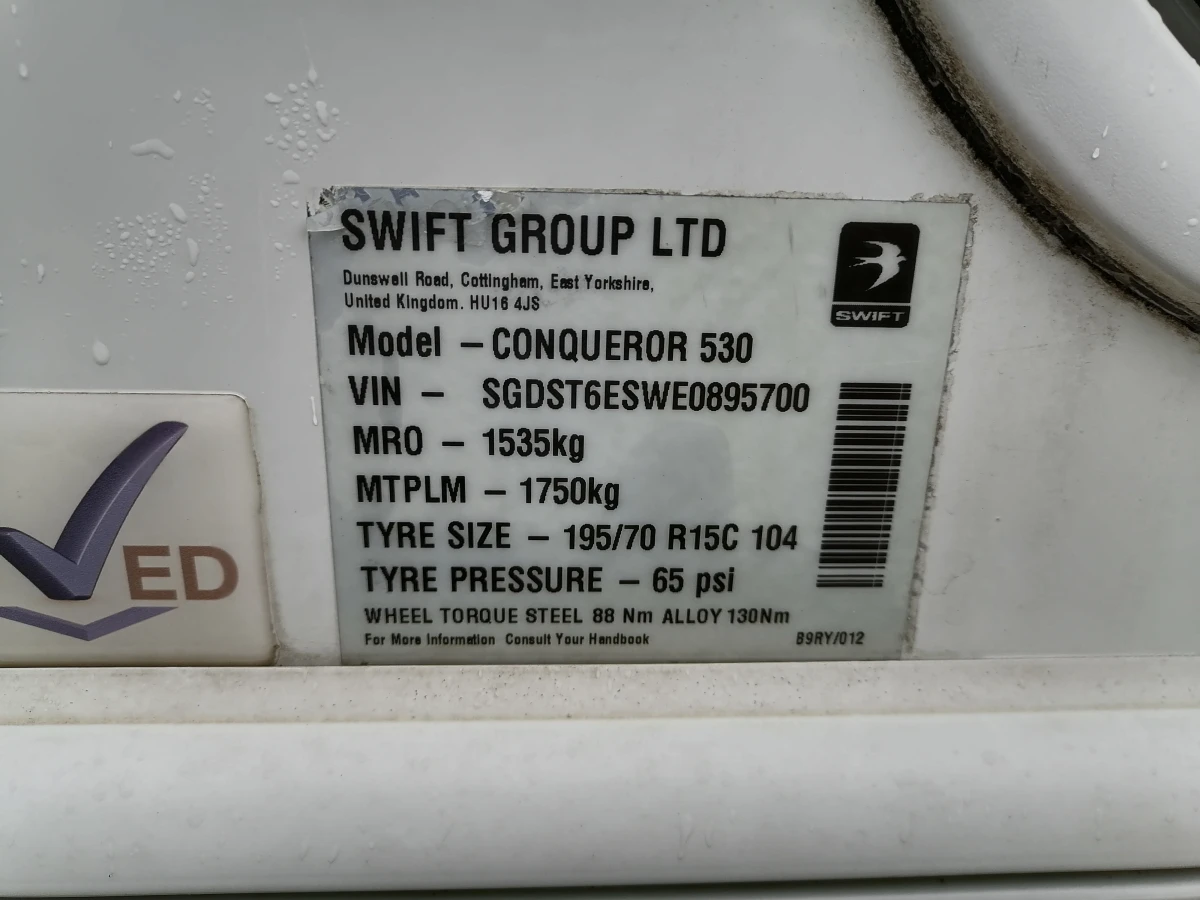 SWIFT GROUP LTD
Dunswell Road, Cottingham, East Yorkshire,
United Kingdom. HU16 4JS
SWIFT
Model – CONQUEROR 530
VIN – SGDST6ESWE0895700
MRO – 1535kg
MTPLM – 1750kg
TYRE SIZE – 195/70 R15C 104
TYRE PRESSURE – 65 psi
WHEEL TORQUE STEEL 88 Nm ALLOY 130Nm
For More Information Consult Your Handbook
B9RY/012
ED